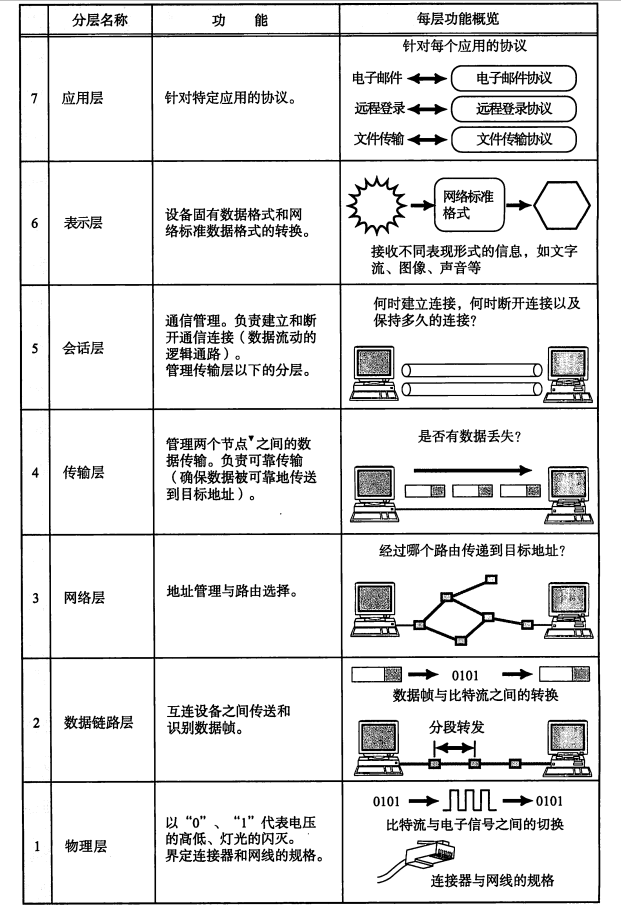 分层名称
功 能
每层功能概览
7
应用层
针对特定应用的协议。
针对每个应用的协议
电子邮件
电子邮件协议
远程登录
远程登录协议
文件传输
文件传输协议
6
表示层
设备固有数据格式和网
络标准数据格式的转换。
网络标准
格式
接收不同表现形式的信息，如文字
流、图像、声音等
5
会话层
通信管理。负责建立和断
开通信连接（数据流动的
逻辑通路）。
管理传输层以下的分层。
何时建立连接，何时断开连接以及
保持多久的连接？
4
传输层
管理两个节点▼之间的数
据传输。负责可靠传输
（确保数据被可靠地传送
到目标地址）。
是否有数据丢失？
3
网络层
地址管理与路由选择。
经过哪个路由传递到目标地址？
2
数据链路层
互连设备之间传送和
识别数据帧。
0101
数据帧与比特流之间的转换
分段转发
1
物理层
以“0”、“1”代表电压
的高低、灯光的闪灭。
界定连接器和网线的规格。
0101
0101
比特流与电子信号之间的切换
连接器与网线的规格